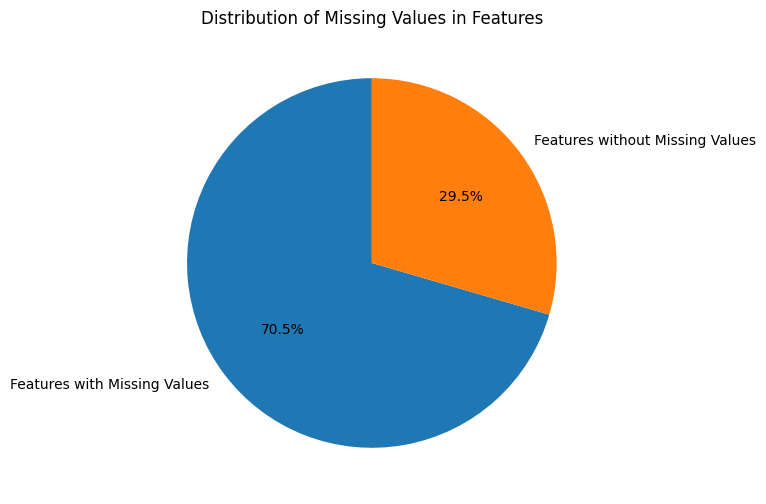 Distribution of Missing Values in Features
Features without Missing Values
29.5%
70.5%
Features with Missing Values